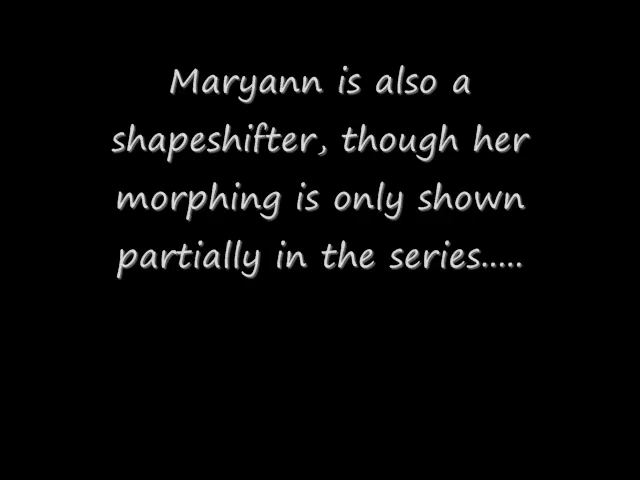 Maryann is also a
shapeshifter, though her
morphing is only shown
partially in the series.....